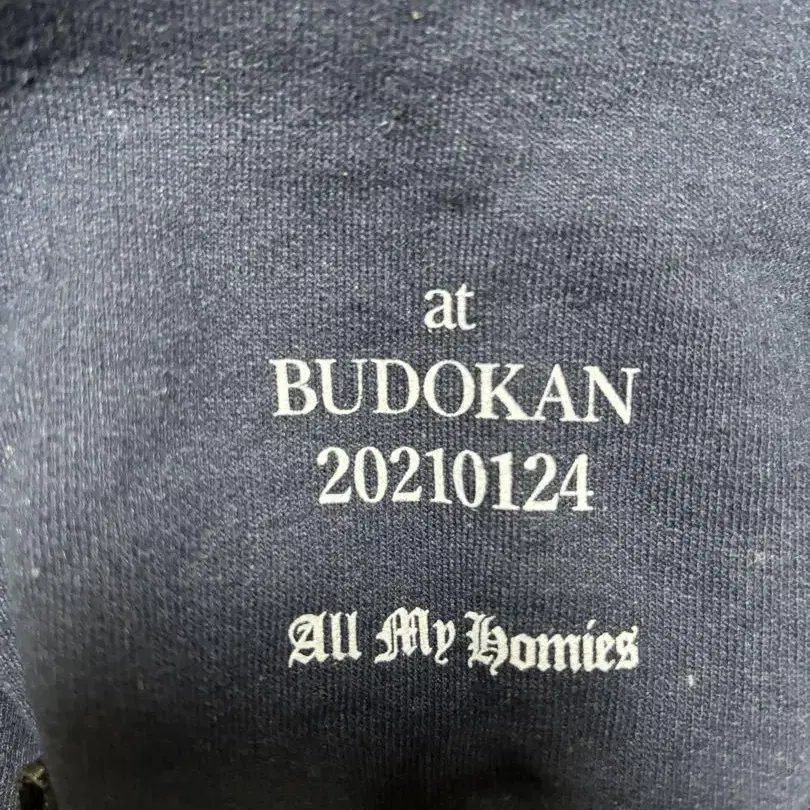 at
BUDOKAN
20210124
All My Homies